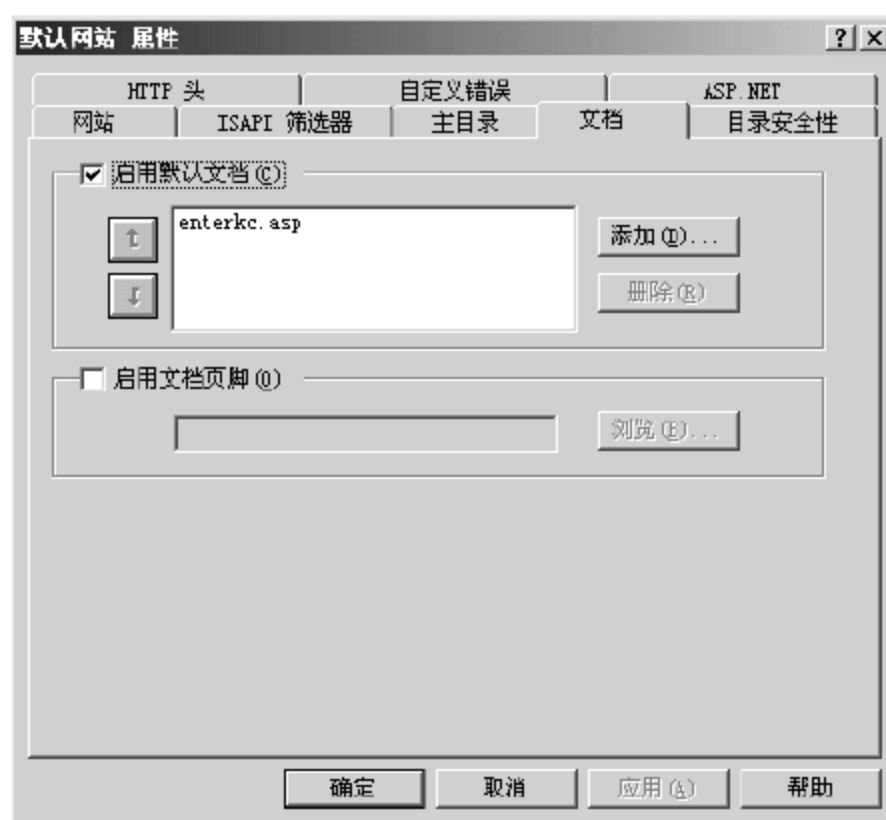 默认网站 属性
HTTP 头 自定义错误 ASP.NET
网站 ISAPI 筛选器 主目录 文档 目录安全性
启用默认文档(C)
enterkc.asp
添加(D)...
删除(R)
启用文档页脚(O)
浏览(B)...
确定 取消 应用(A) 帮助